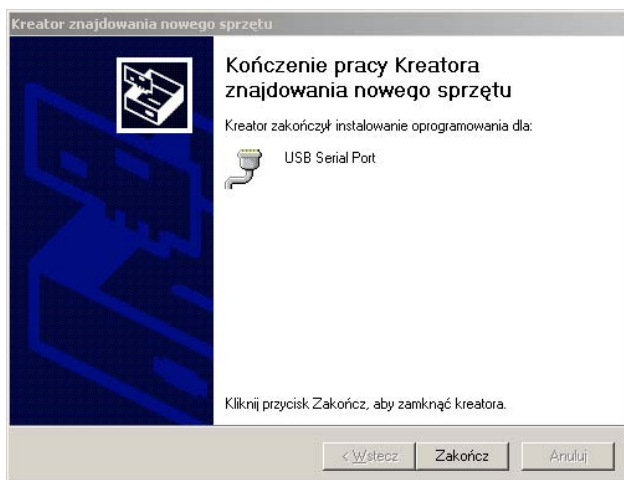 Kreator znajdowania nowego sprzętu
Kończenie pracy Kreatora
znajdowania nowego sprzętu
Kreator zakończył instalowanie oprogramowania dla:
USB Serial Port
Kliknij przycisk Zakończ, aby zamknąć kreatora.
< Wstecz Zakończ Anuluj